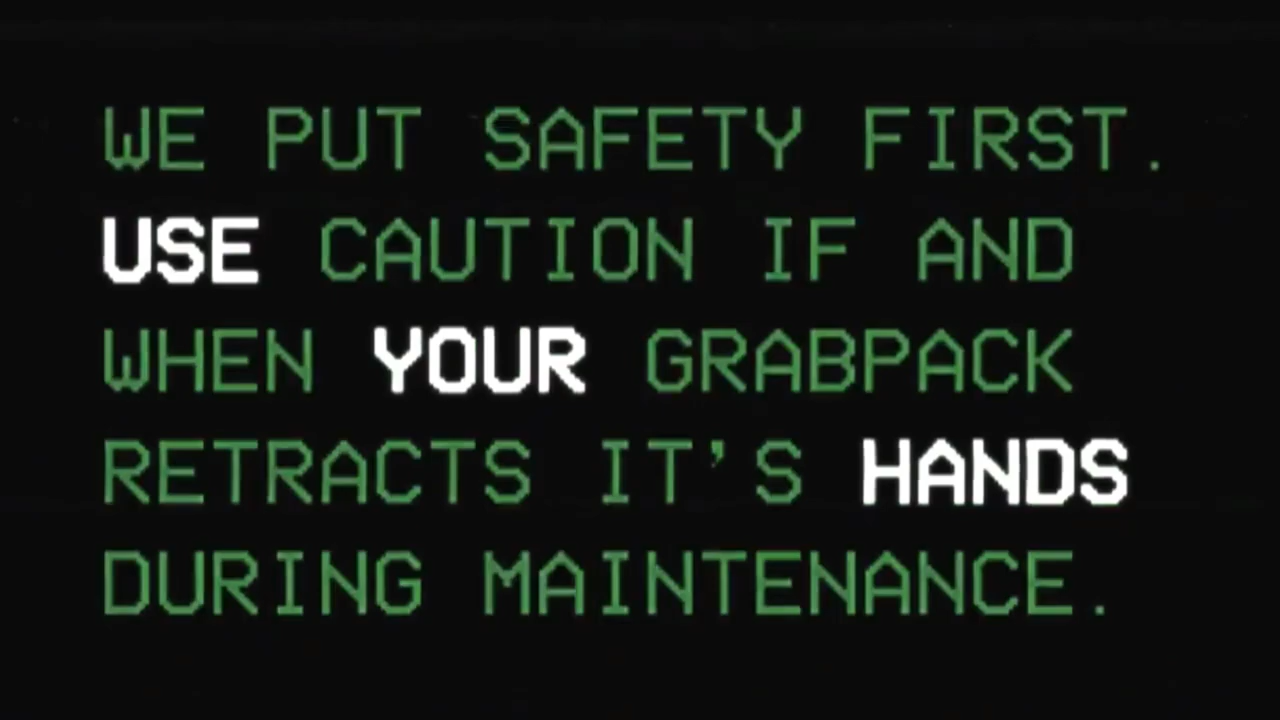 WE PUT SAFETY FIRST.
USE CAUTION IF AND
WHEN YOUR GRABPACK
RETRACTS IT'S HANDS
DURING MAINTENANCE.